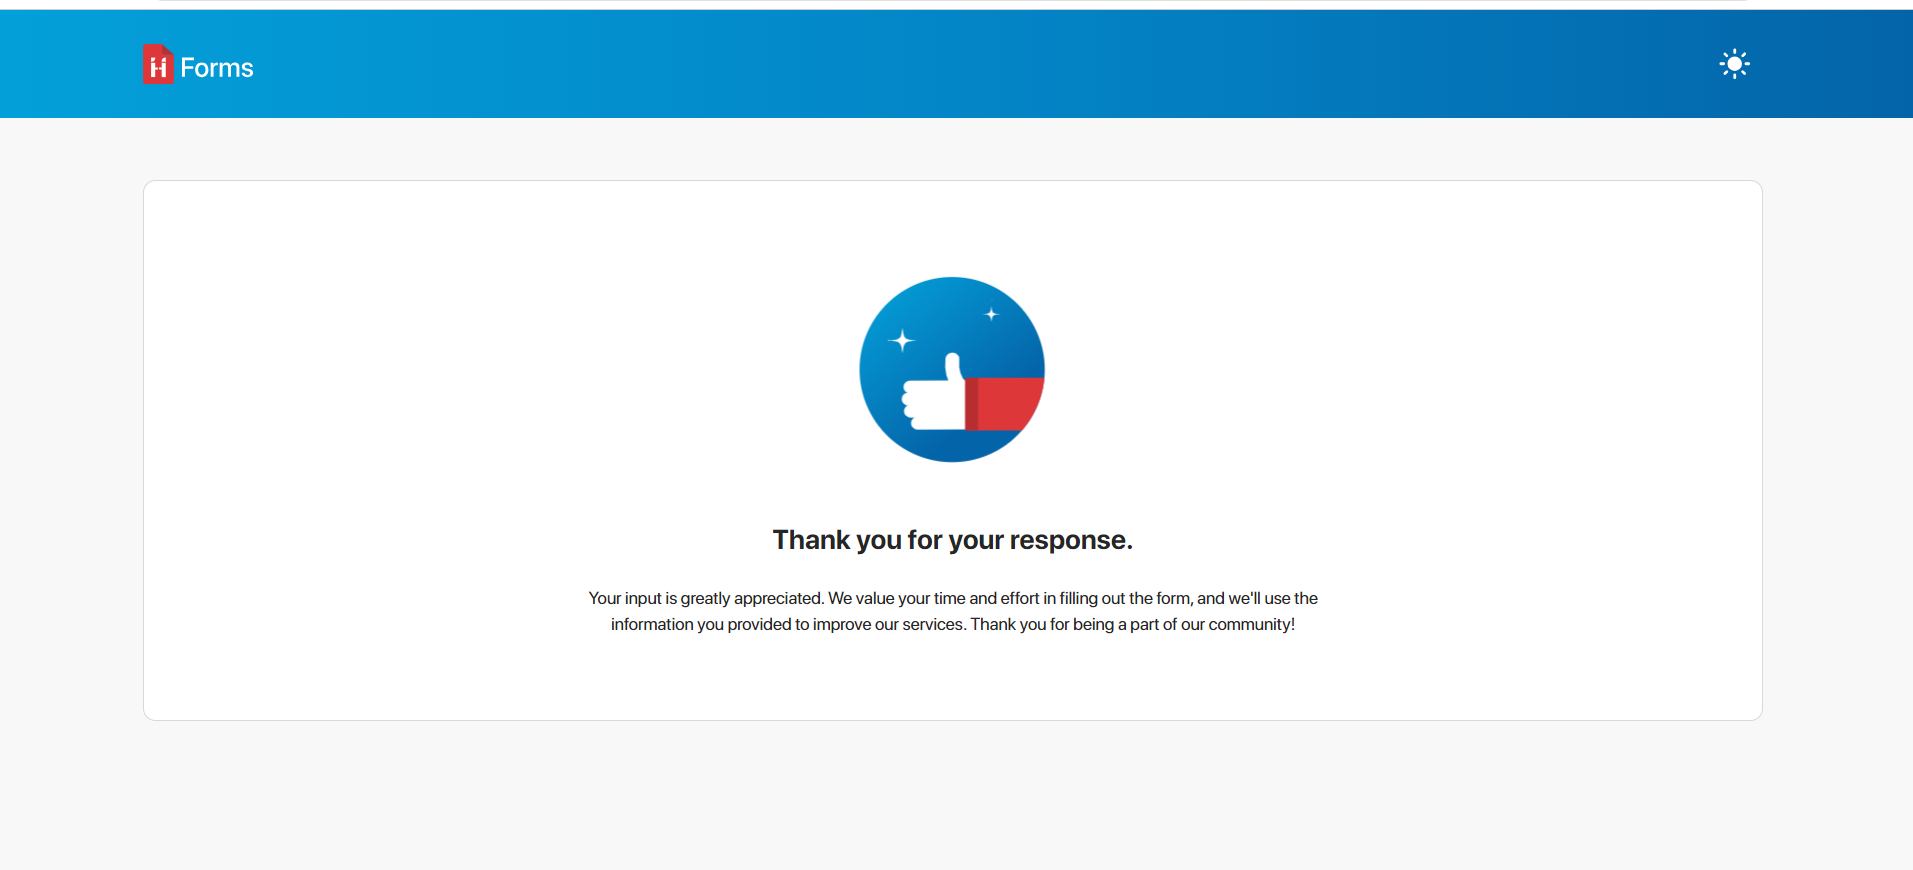 Forms
Thank you for your response.
Your input is greatly appreciated. We value your time and effort in filling out the form, and we'll use the
information you provided to improve our services. Thank you for being a part of our community!